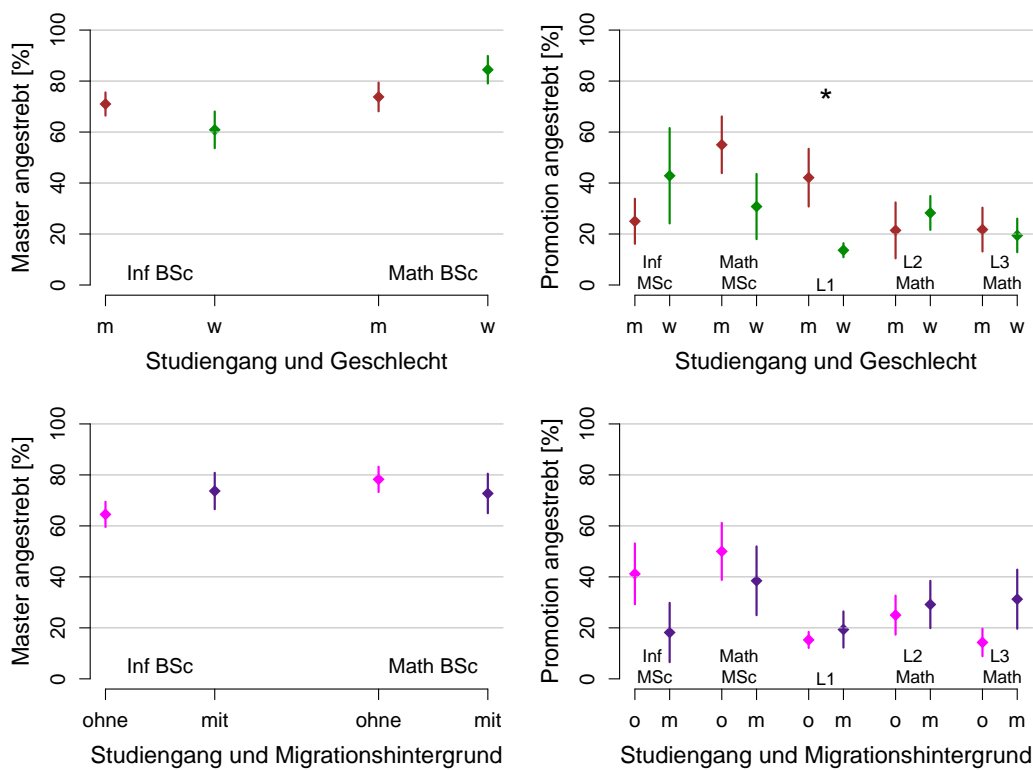 Master angestrebt [%]
100
80
60
40
20
0
Inf BSc
Math BSc
m w m w
Studiengang und Geschlecht
Promotion angestrebt [%]
100
80
60
40
20
0
*
Inf
MSc
Math
MSc
L1
L2
Math
L3
Math
m w m w m w m w m w
Studiengang und Geschlecht
Master angestrebt [%]
100
80
60
40
20
0
Inf BSc
Math BSc
ohne mit ohne mit
Studiengang und Migrationshintergrund
Promotion angestrebt [%]
100
80
60
40
20
0
Inf
MSc
Math
MSc
L1
L2
Math
L3
Math
o m o m o m o m o m
Studiengang und Migrationshintergrund